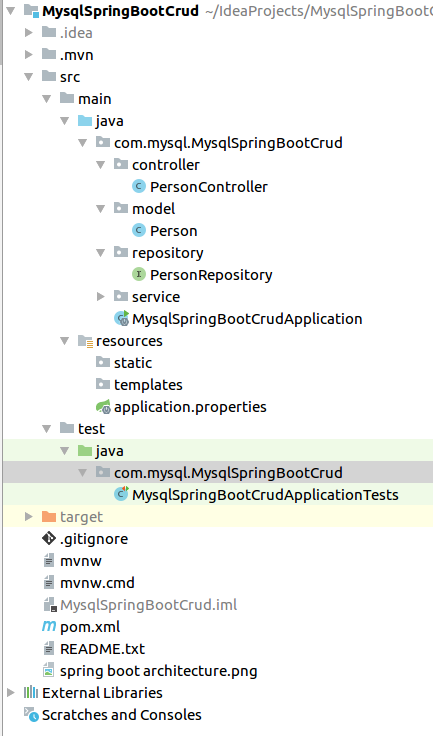 MysqlSpringBootCrud ~/IdeaProjects/MysqlSpringBootC
.idea
.mvn
src
main
java
com.mysql.MysqlSpringBootCrud
controller
PersonController
model
Person
repository
PersonRepository
service
MysqlSpringBootCrudApplication
resources
static
templates
application.properties
test
java
com.mysql.MysqlSpringBootCrud
MysqlSpringBootCrudApplicationTests
target
.gitignore
mvnw
mvnw.cmd
MysqlSpringBootCrud.iml
pom.xml
README.txt
spring boot architecture.png
External Libraries
Scratches and Consoles